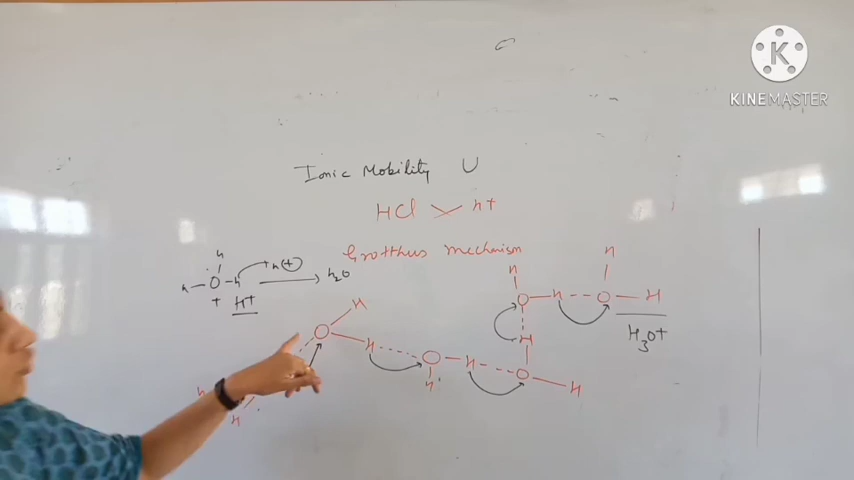 K
KINEMASTER
Ionic Mobility U
HCl h+
Grotthus mechanism
h
h - O - h h + h2O
+ H+
h O - h - - - O - H
h
H3O+
O H
H - - - O - H - - - O - H
h
H
h
H